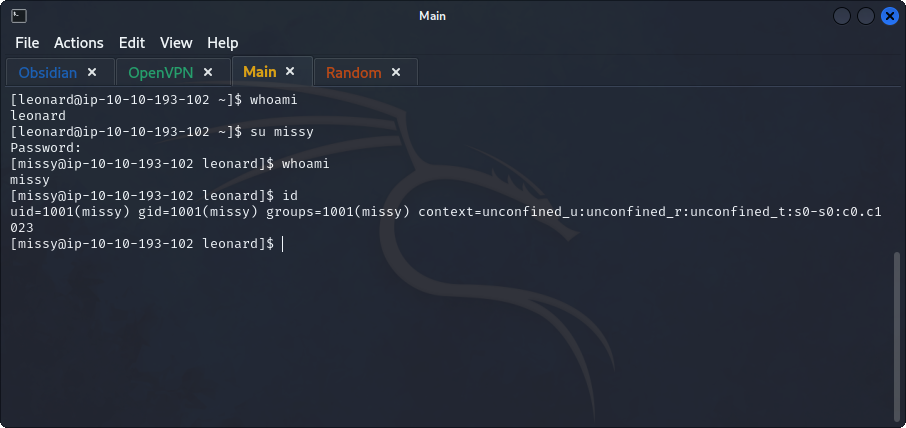 Main
File Actions Edit View Help
Obsidian × OpenVPN × Main × Random ×
[leonard@ip-10-10-193-102 ~]$ whoami
leonard
[leonard@ip-10-10-193-102 ~]$ su missy
Password:
[missy@ip-10-10-193-102 leonard]$ whoami
missy
[missy@ip-10-10-193-102 leonard]$ id
uid=1001(missy) gid=1001(missy) groups=1001(missy) context=unconfined_u:unconfined_r:unconfined_t:s0-s0:c0.c1
023
[missy@ip-10-10-193-102 leonard]$